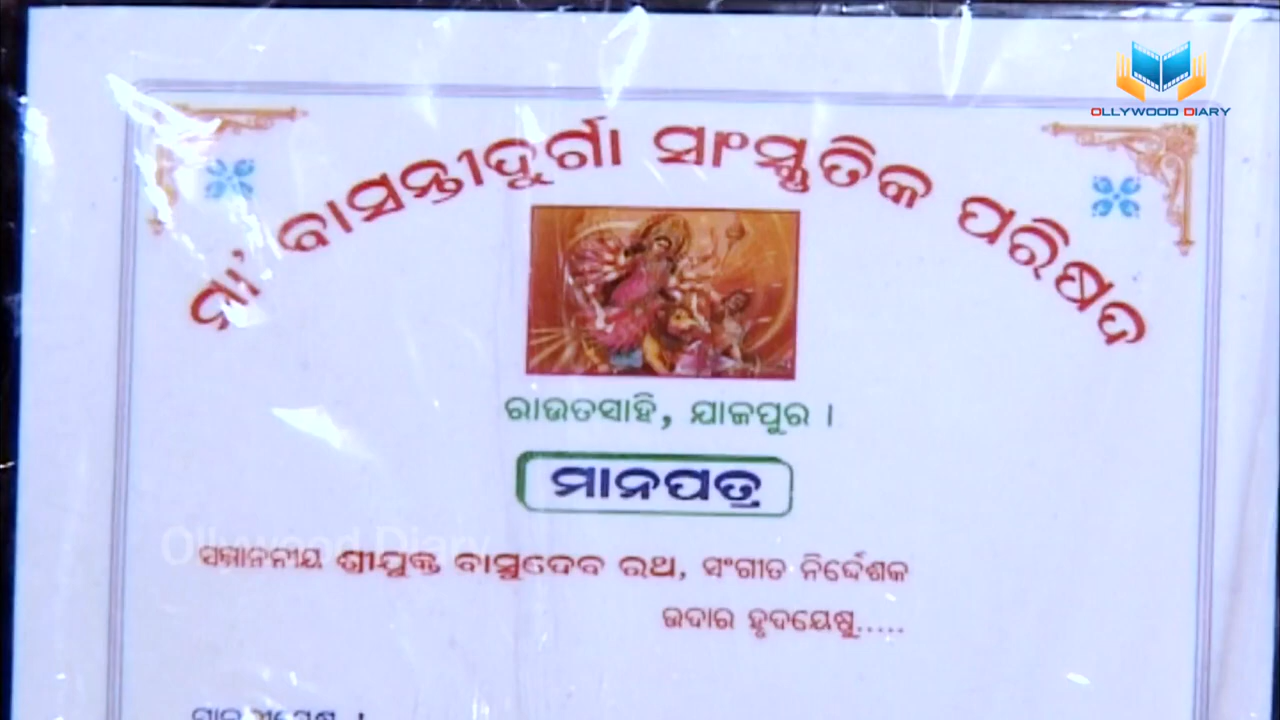 OLLYWOOD DIARY
ମା' ବାସନ୍ତୀଦୁର୍ଗା ସାଂସ୍କୃତିକ ପରିଷଦ
ରାଉତସାହି, ଯାଜପୁର ।
ମାନପତ୍ର
Ollywood Diary
ସମ୍ମାନନୀୟ ଶ୍ରୀଯୁକ୍ତ ବାସୁଦେବ ରଥ, ସଂଗୀତ ନିର୍ଦ୍ଦେଶକ
ଉଦାର ହୃଦୟେଷୁ.....